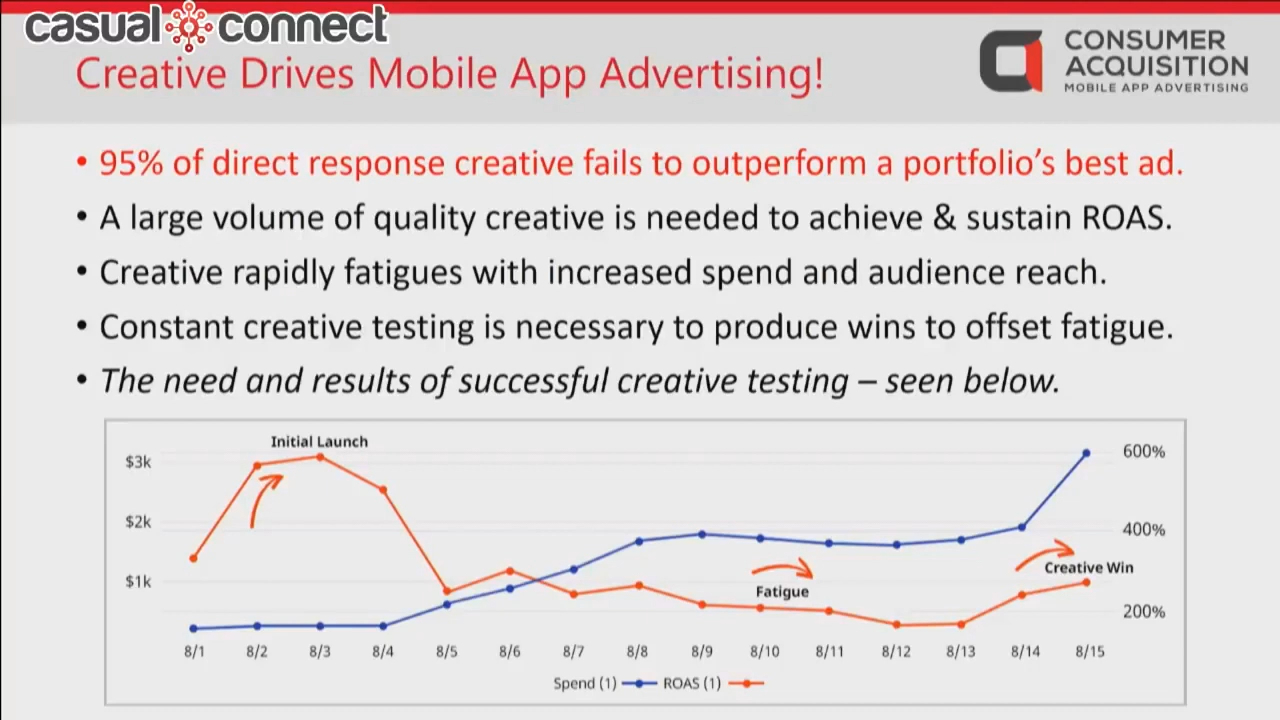 casual connect
Creative Drives Mobile App Advertising!
CONSUMER
ACQUISITION
MOBILE APP ADVERTISING
• 95% of direct response creative fails to outperform a portfolio’s best ad.
• A large volume of quality creative is needed to achieve & sustain ROAS.
• Creative rapidly fatigues with increased spend and audience reach.
• Constant creative testing is necessary to produce wins to offset fatigue.
• The need and results of successful creative testing – seen below.
Initial Launch
$3k
$2k
$1k
600%
400%
200%
Fatigue
Creative Win
8/1 8/2 8/3 8/4 8/5 8/6 8/7 8/8 8/9 8/10 8/11 8/12 8/13 8/14 8/15
Spend (1) ROAS (1)